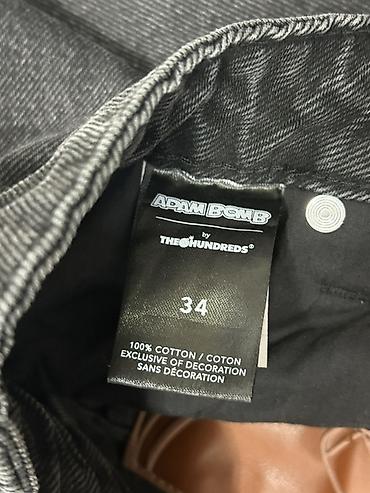 ADAM BOMB
by
THE HUNDREDS®
34
100% COTTON / COTON
EXCLUSIVE OF DECORATION
SANS DÉCORATION